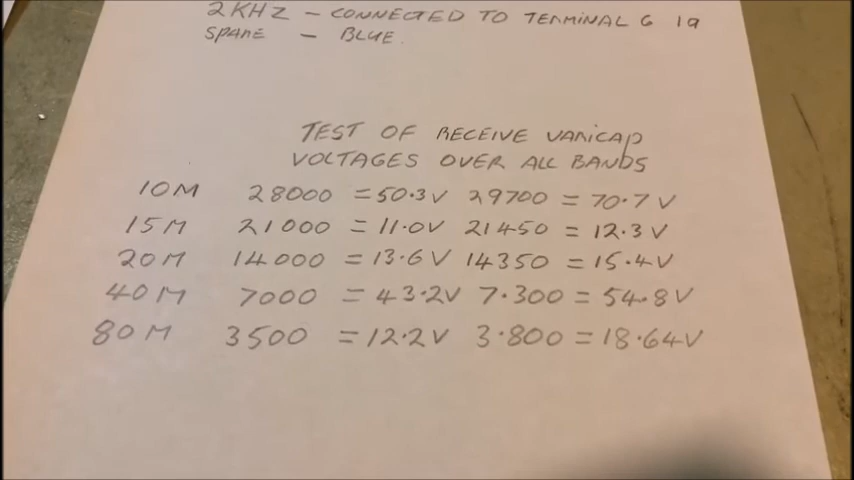 2KHZ - CONNECTED TO TERMINAL G 19
SPARE - BLUE.
TEST OF RECEIVE VARICAP
VOLTAGES OVER ALL BANDS
10M 28000 = 50.3V 29700 = 70.7V
15M 21000 = 11.0V 21450 = 12.3V
20M 14000 = 13.6V 14350 = 15.4V
40M 7000 = 43.2V 7.300 = 54.8V
80M 3500 = 12.2V 3.800 = 18.64V